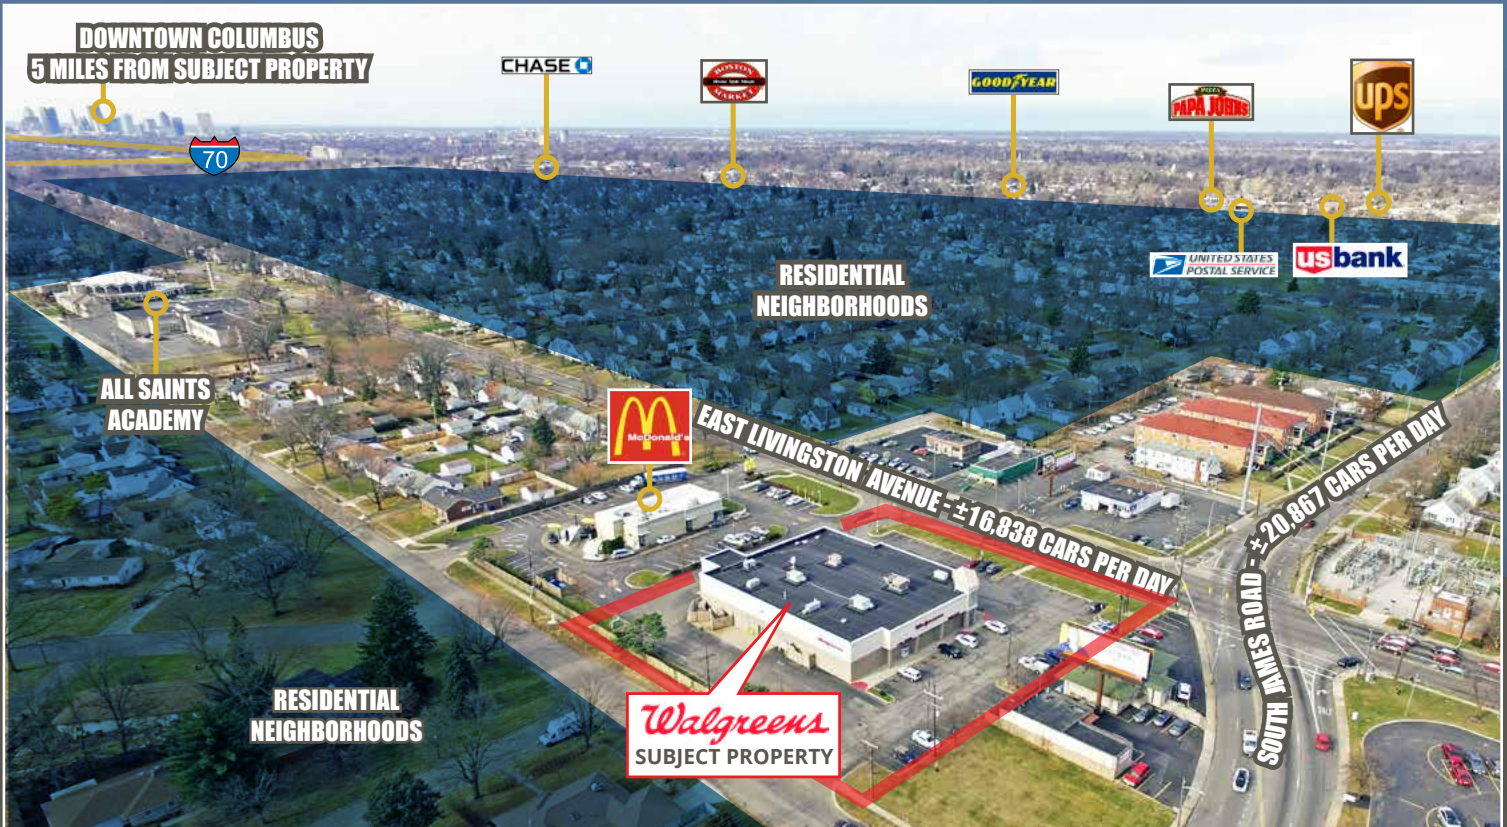 DOWNTOWN COLUMBUS
5 MILES FROM SUBJECT PROPERTY
70
CHASE
BOSTON
MARKET
GOODYEAR
PIZZA
PAPA JOHNS
ups
UNITED STATES
POSTAL SERVICE
usbank
RESIDENTIAL
NEIGHBORHOODS
ALL SAINTS
ACADEMY
McDonald's
EAST LIVINGSTON AVENUE - ±16,838 CARS PER DAY
SOUTH JAMES ROAD - ±20,867 CARS PER DAY
RESIDENTIAL
NEIGHBORHOODS
Walgreens
SUBJECT PROPERTY